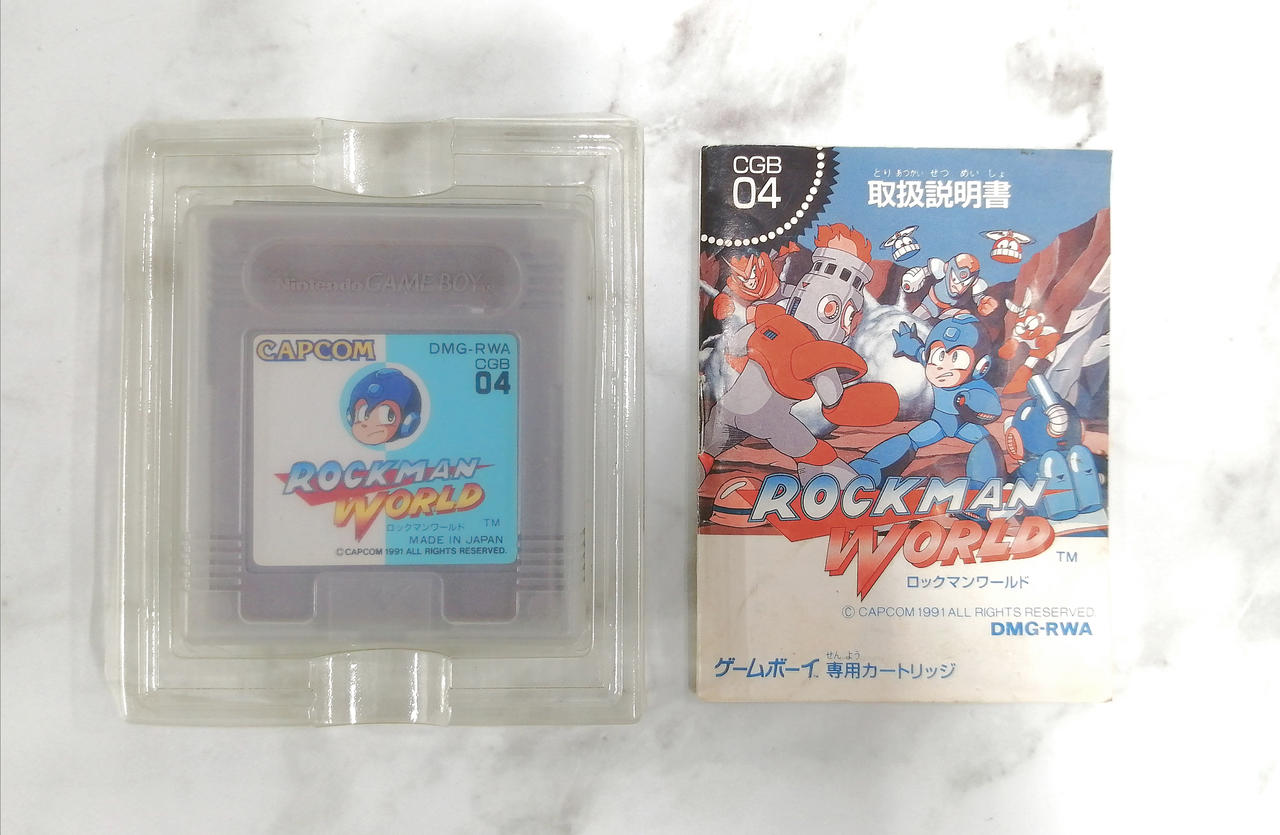 Nintendo GAME BOY
CAPCOM
DMG-RWA
CGB
04
ROCKMAN
WORLD
ロックマンワールド TM
MADE IN JAPAN
©CAPCOM 1991 ALL RIGHTS RESERVED.
CGB
04
とり あつかい せつ めい しょ
取扱説明書
ROCKMAN
WORLD TM
ロックマンワールド
© CAPCOM 1991 ALL RIGHTS RESERVED.
DMG-RWA
せん よう
ゲームボーイ™ 専用カートリッジ